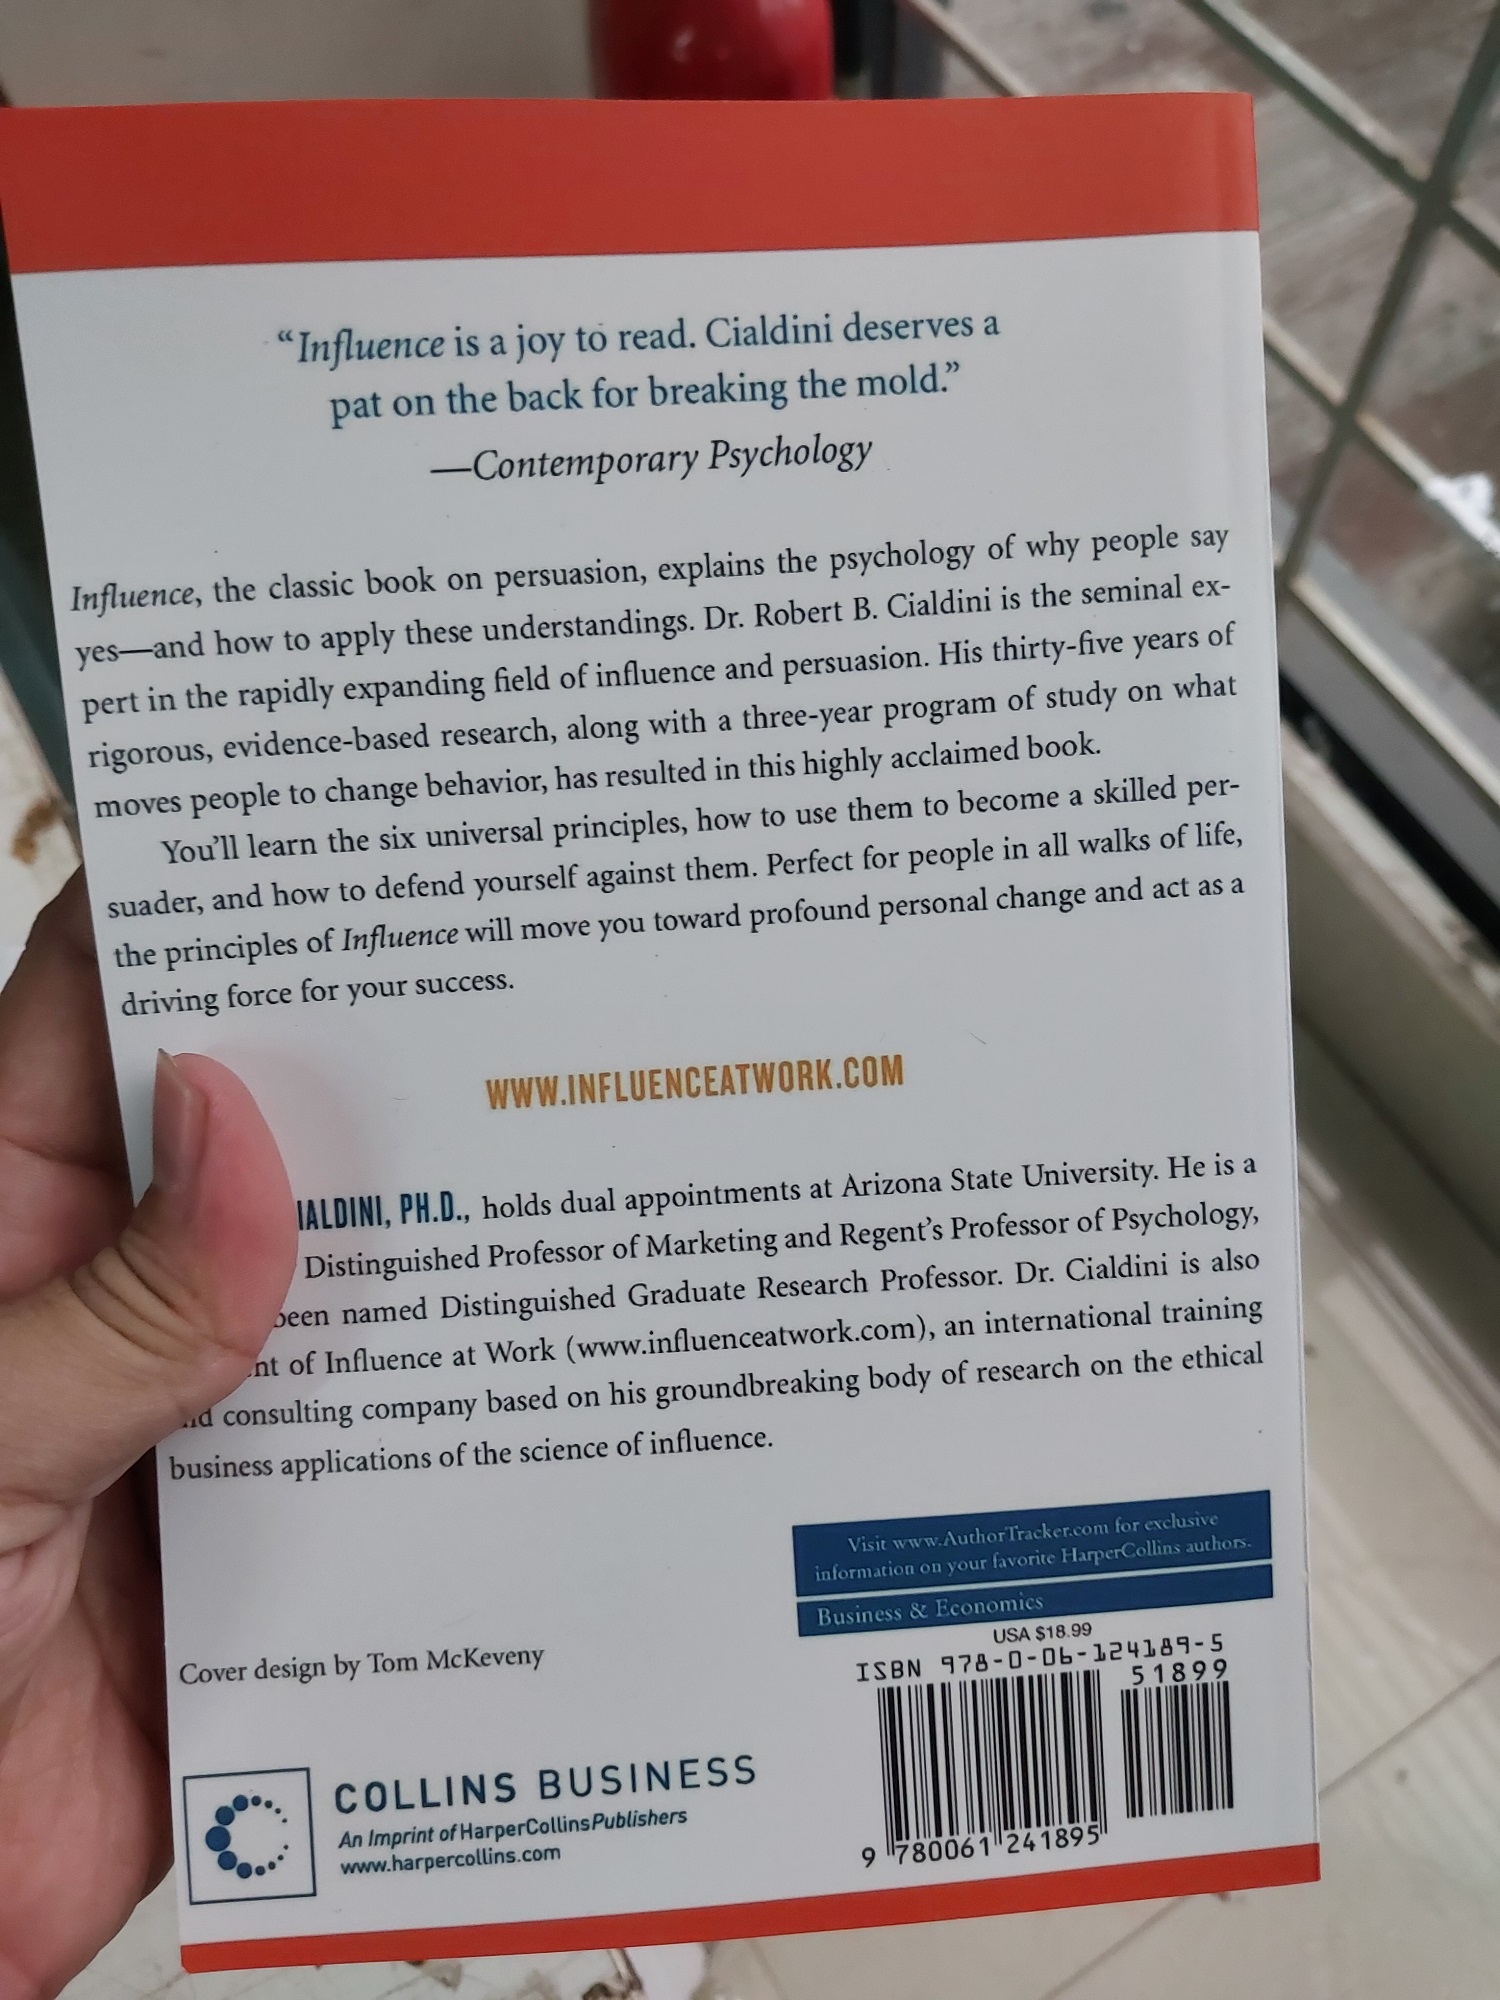 “Influence is a joy to read. Cialdini deserves a
pat on the back for breaking the mold.”
—Contemporary Psychology
Influence, the classic book on persuasion, explains the psychology of why people say
yes—and how to apply these understandings. Dr. Robert B. Cialdini is the seminal ex-
pert in the rapidly expanding field of influence and persuasion. His thirty-five years of
rigorous, evidence-based research, along with a three-year program of study on what
moves people to change behavior, has resulted in this highly acclaimed book.
You’ll learn the six universal principles, how to use them to become a skilled per-
suader, and how to defend yourself against them. Perfect for people in all walks of life,
the principles of Influence will move you toward profound personal change and act as a
driving force for your success.
WWW.INFLUENCEATWORK.COM
IALDINI, PH.D., holds dual appointments at Arizona State University. He is a
Distinguished Professor of Marketing and Regent’s Professor of Psychology,
been named Distinguished Graduate Research Professor. Dr. Cialdini is also
nt of Influence at Work (www.influenceatwork.com), an international training
nd consulting company based on his groundbreaking body of research on the ethical
business applications of the science of influence.
Visit www.AuthorTracker.com for exclusive
information on your favorite HarperCollins authors.
Business & Economics
USA $18.99
ISBN 978-0-06-124189-5
51899
Cover design by Tom McKeveny
COLLINS BUSINESS
An Imprint of HarperCollinsPublishers
www.harpercollins.com
9 780061 241895